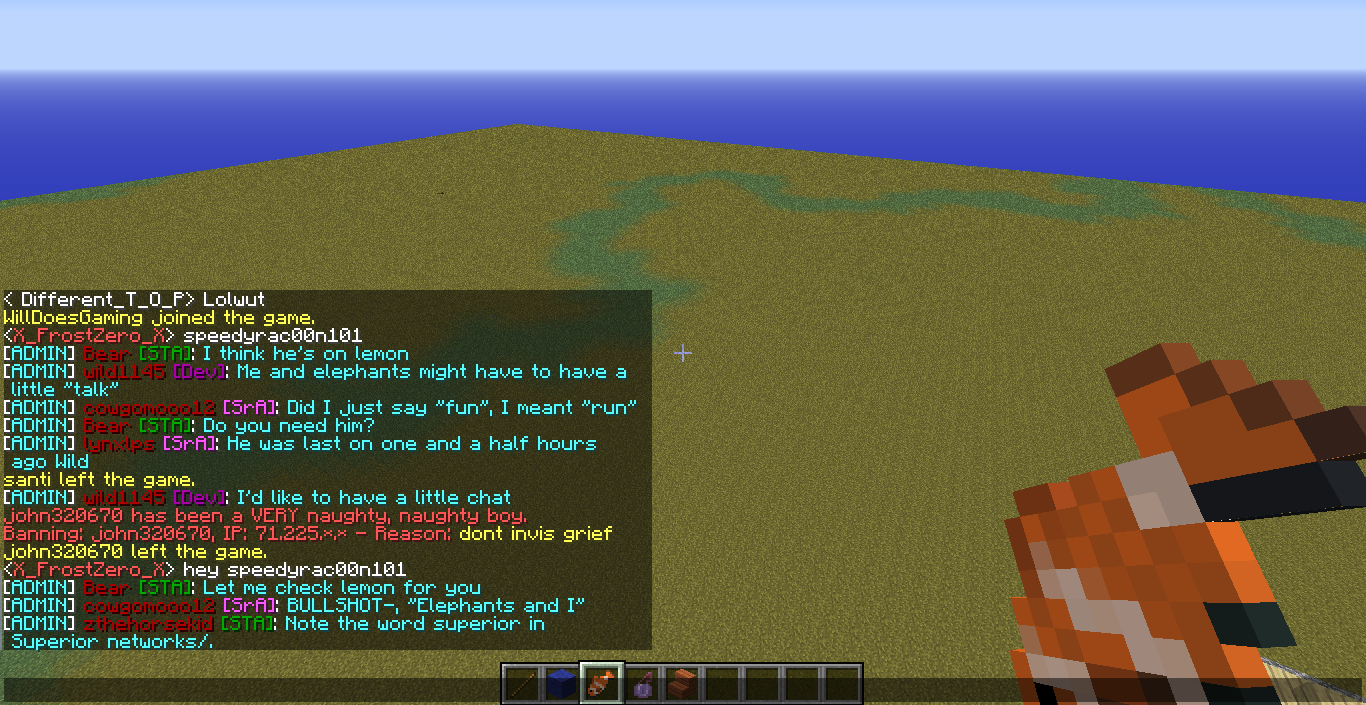 < Different_T_O_P> Lolwut
WillDoesGaming joined the game.
<X_FrostZero_X> speedyrac00n101
[ADMIN] Bear [STA]: I think he's on lemon
[ADMIN] wild1145 [Dev]: Me and elephants might have to have a
little "talk"
[ADMIN] cowgomooo12 [SrA]: Did I just say "fun", I meant "run"
[ADMIN] Bear [STA]: Do you need him?
[ADMIN] lynxlps [SrA]: He was last on one and a half hours
ago Wild
santi left the game.
[ADMIN] wild1145 [Dev]: I'd like to have a little chat
john320670 has been a VERY naughty, naughty boy.
Banning: john320670, IP: 71.225.*.* - Reason: dont invis grief
john320670 left the game.
<X_FrostZero_X> hey speedyrac00n101
[ADMIN] Bear [STA]: Let me check lemon for you
[ADMIN] cowgomooo12 [SrA]: BULLSHOT-, "Elephants and I"
[ADMIN] zthehorsekid [STA]: Note the word superior in
Superior networks/.